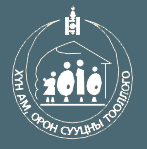 2010
ХҮН АМ, ОРОН СУУЦНЫ ТООЛЛОГО